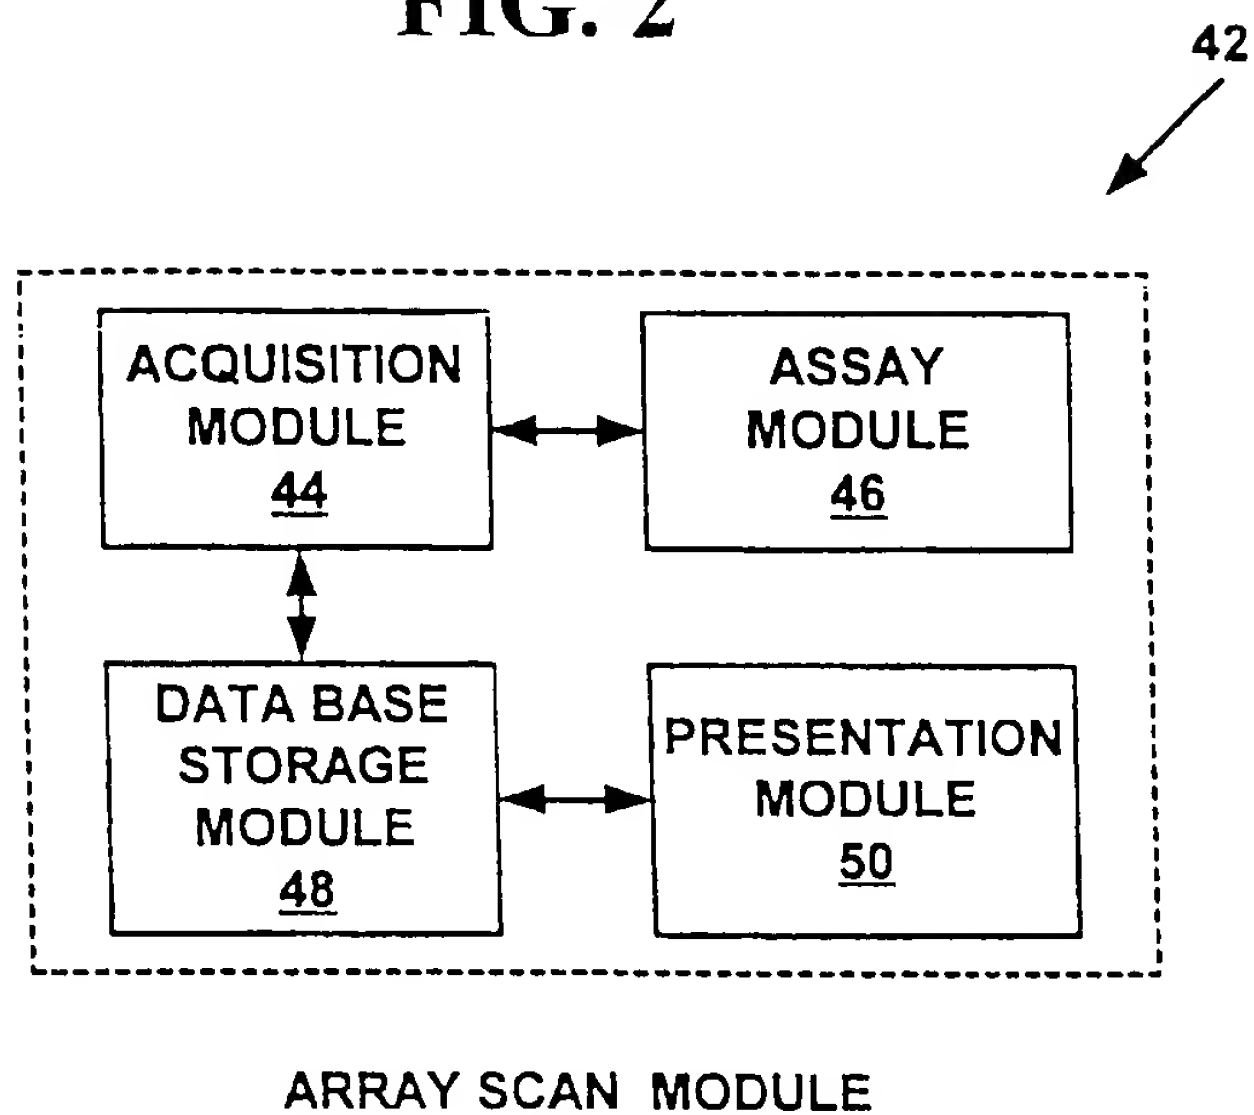 FIG. 2
42
ACQUISITION
MODULE
44
ASSAY
MODULE
46
DATA BASE
STORAGE
MODULE
48
PRESENTATION
MODULE
50
ARRAY SCAN MODULE